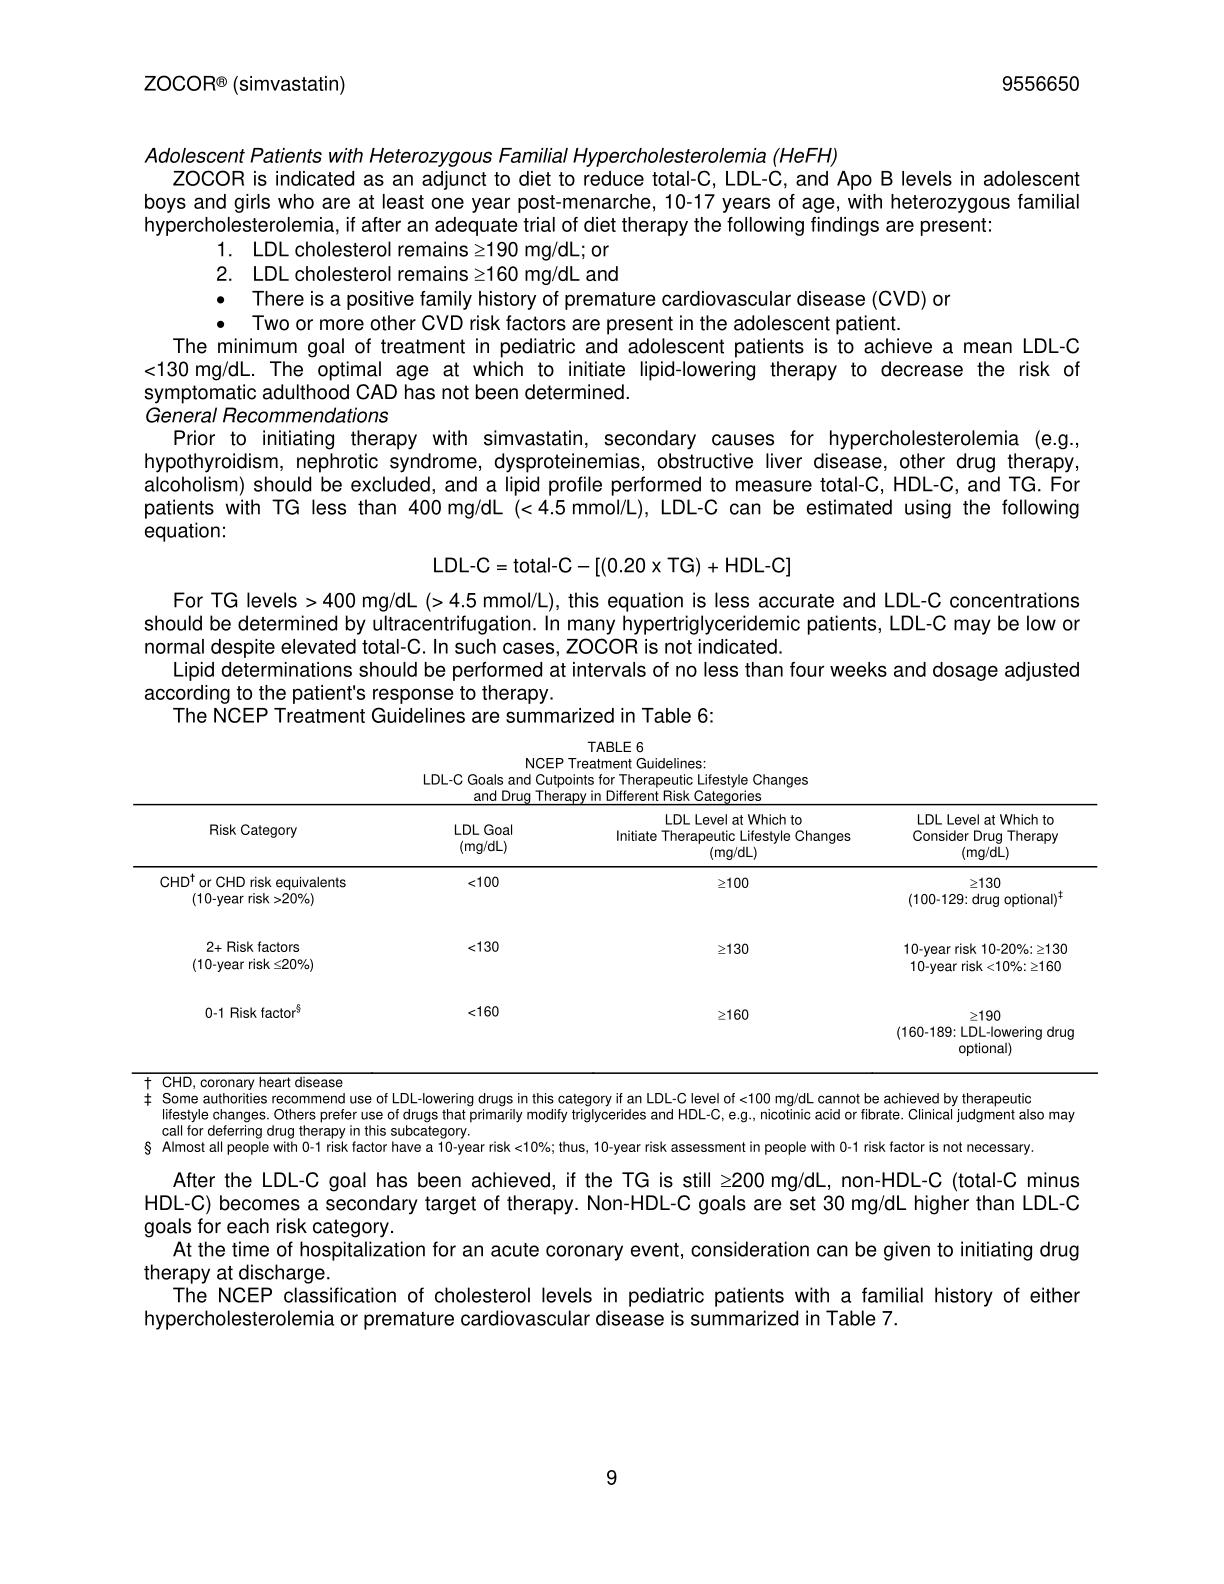 ZOCOR® (simvastatin) 9556650
Adolescent Patients with Heterozygous Familial Hypercholesterolemia (HeFH)
ZOCOR is indicated as an adjunct to diet to reduce total-C, LDL-C, and Apo B levels in adolescent
boys and girls who are at least one year post-menarche, 10-17 years of age, with heterozygous familial
hypercholesterolemia, if after an adequate trial of diet therapy the following findings are present:
1. LDL cholesterol remains ≥190 mg/dL; or
2. LDL cholesterol remains ≥160 mg/dL and
• There is a positive family history of premature cardiovascular disease (CVD) or
• Two or more other CVD risk factors are present in the adolescent patient.
The minimum goal of treatment in pediatric and adolescent patients is to achieve a mean LDL-C
<130 mg/dL. The optimal age at which to initiate lipid-lowering therapy to decrease the risk of
symptomatic adulthood CAD has not been determined.
General Recommendations
Prior to initiating therapy with simvastatin, secondary causes for hypercholesterolemia (e.g.,
hypothyroidism, nephrotic syndrome, dysproteinemias, obstructive liver disease, other drug therapy,
alcoholism) should be excluded, and a lipid profile performed to measure total-C, HDL-C, and TG. For
patients with TG less than 400 mg/dL (< 4.5 mmol/L), LDL-C can be estimated using the following
equation:
LDL-C = total-C – [(0.20 x TG) + HDL-C]
For TG levels > 400 mg/dL (> 4.5 mmol/L), this equation is less accurate and LDL-C concentrations
should be determined by ultracentrifugation. In many hypertriglyceridemic patients, LDL-C may be low or
normal despite elevated total-C. In such cases, ZOCOR is not indicated.
Lipid determinations should be performed at intervals of no less than four weeks and dosage adjusted
according to the patient's response to therapy.
The NCEP Treatment Guidelines are summarized in Table 6:
TABLE 6
NCEP Treatment Guidelines:
LDL-C Goals and Cutpoints for Therapeutic Lifestyle Changes
and Drug Therapy in Different Risk Categories
Risk Category
LDL Goal
(mg/dL)
LDL Level at Which to
Initiate Therapeutic Lifestyle Changes
(mg/dL)
LDL Level at Which to
Consider Drug Therapy
(mg/dL)
CHD† or CHD risk equivalents
(10-year risk >20%)
<100
≥100
≥130
(100-129: drug optional)‡
2+ Risk factors
(10-year risk ≤20%)
<130
≥130
10-year risk 10-20%: ≥130
10-year risk <10%: ≥160
0-1 Risk factor§
<160
≥160
≥190
(160-189: LDL-lowering drug
optional)
† CHD, coronary heart disease
‡ Some authorities recommend use of LDL-lowering drugs in this category if an LDL-C level of <100 mg/dL cannot be achieved by therapeutic
lifestyle changes. Others prefer use of drugs that primarily modify triglycerides and HDL-C, e.g., nicotinic acid or fibrate. Clinical judgment also may
call for deferring drug therapy in this subcategory.
§ Almost all people with 0-1 risk factor have a 10-year risk <10%; thus, 10-year risk assessment in people with 0-1 risk factor is not necessary.
After the LDL-C goal has been achieved, if the TG is still ≥200 mg/dL, non-HDL-C (total-C minus
HDL-C) becomes a secondary target of therapy. Non-HDL-C goals are set 30 mg/dL higher than LDL-C
goals for each risk category.
At the time of hospitalization for an acute coronary event, consideration can be given to initiating drug
therapy at discharge.
The NCEP classification of cholesterol levels in pediatric patients with a familial history of either
hypercholesterolemia or premature cardiovascular disease is summarized in Table 7.
9